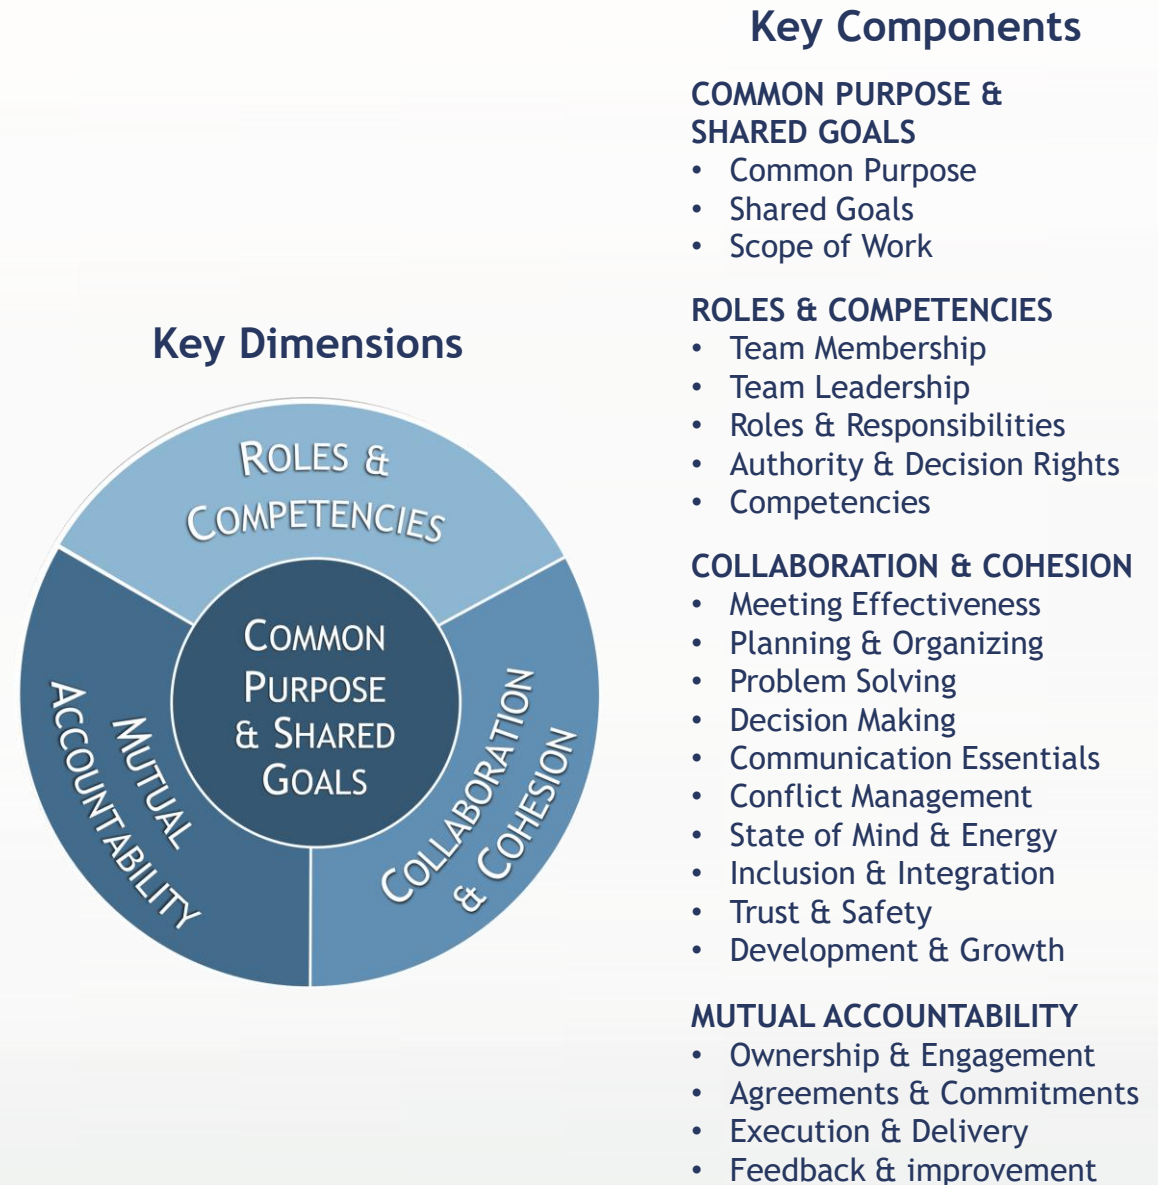 Key Dimensions
ROLES &
COMPETENCIES
COMMON
PURPOSE
& SHARED
GOALS
MUTUAL
ACCOUNTABILITY
COLLABORATION
& COHESION
Key Components
COMMON PURPOSE &
SHARED GOALS
• Common Purpose
• Shared Goals
• Scope of Work
ROLES & COMPETENCIES
• Team Membership
• Team Leadership
• Roles & Responsibilities
• Authority & Decision Rights
• Competencies
COLLABORATION & COHESION
• Meeting Effectiveness
• Planning & Organizing
• Problem Solving
• Decision Making
• Communication Essentials
• Conflict Management
• State of Mind & Energy
• Inclusion & Integration
• Trust & Safety
• Development & Growth
MUTUAL ACCOUNTABILITY
• Ownership & Engagement
• Agreements & Commitments
• Execution & Delivery
• Feedback & improvement